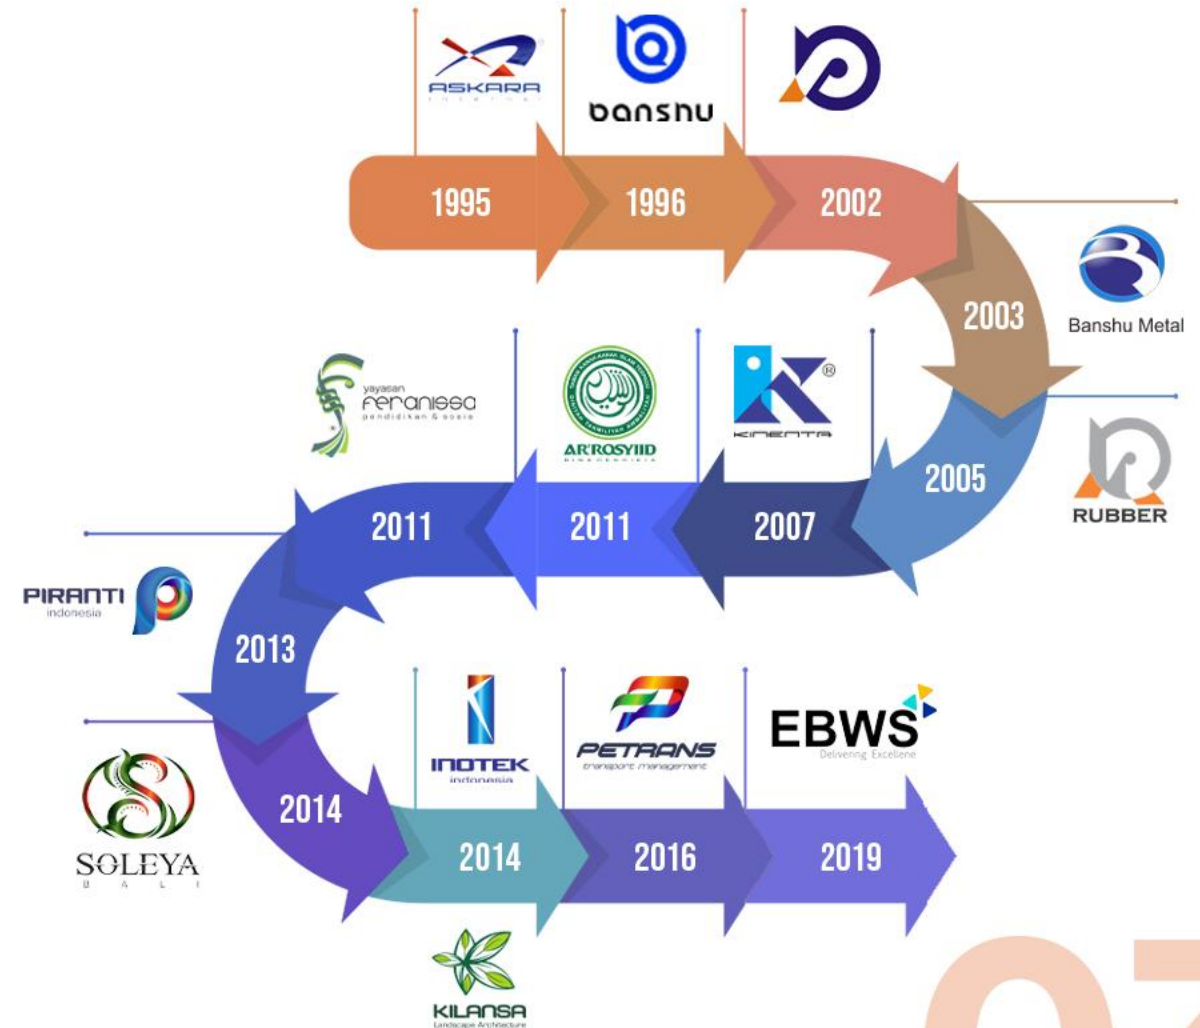 ASKARA
banshu
1995
1996
2002
2003
Banshu Metal
2005
RUBBER
2007
KINENTA
®
2011
AR'ROSYIID
2011
yayasan
feranissa
pendidikan & sosial
2013
PIRANTI
indonesia
2014
SOLEYA
BALI
2014
INOTEK
indonesia
KILANSA
Landscape Architecture
2016
PETRANS
transport management
2019
EBWS
Delivering Excellene